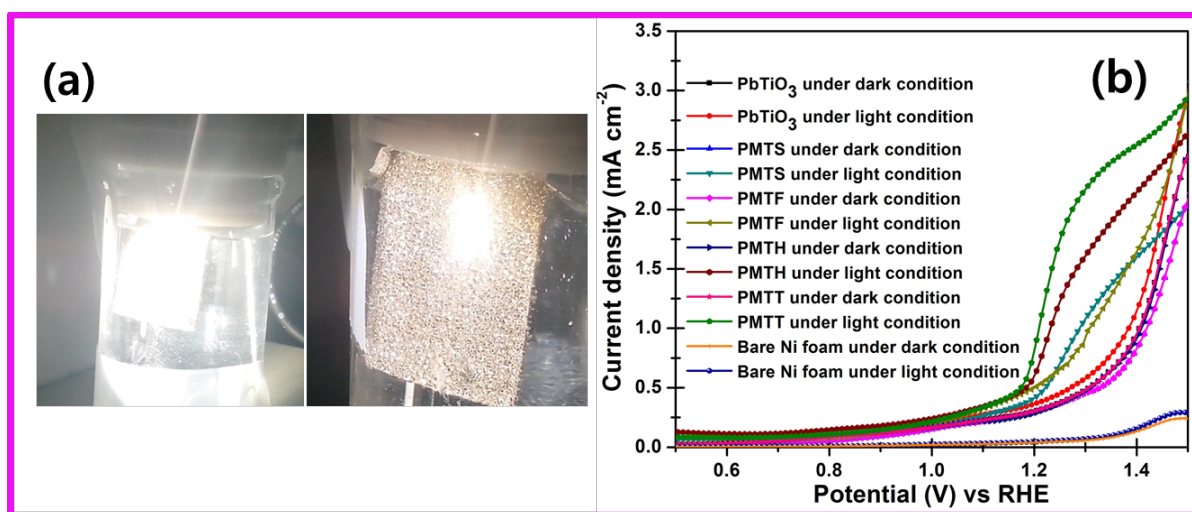 (a)
(b)
Current density (mA cm⁻²)
3.5
3.0
2.5
2.0
1.5
1.0
0.5
0.0
PbTiO₃ under dark condition
PbTiO₃ under light condition
PMTS under dark condition
PMTS under light condition
PMTF under dark condition
PMTF under light condition
PMTH under dark condition
PMTH under light condition
PMTT under dark condition
PMTT under light condition
Bare Ni foam under dark condition
Bare Ni foam under light condition
0.6 0.8 1.0 1.2 1.4
Potential (V) vs RHE